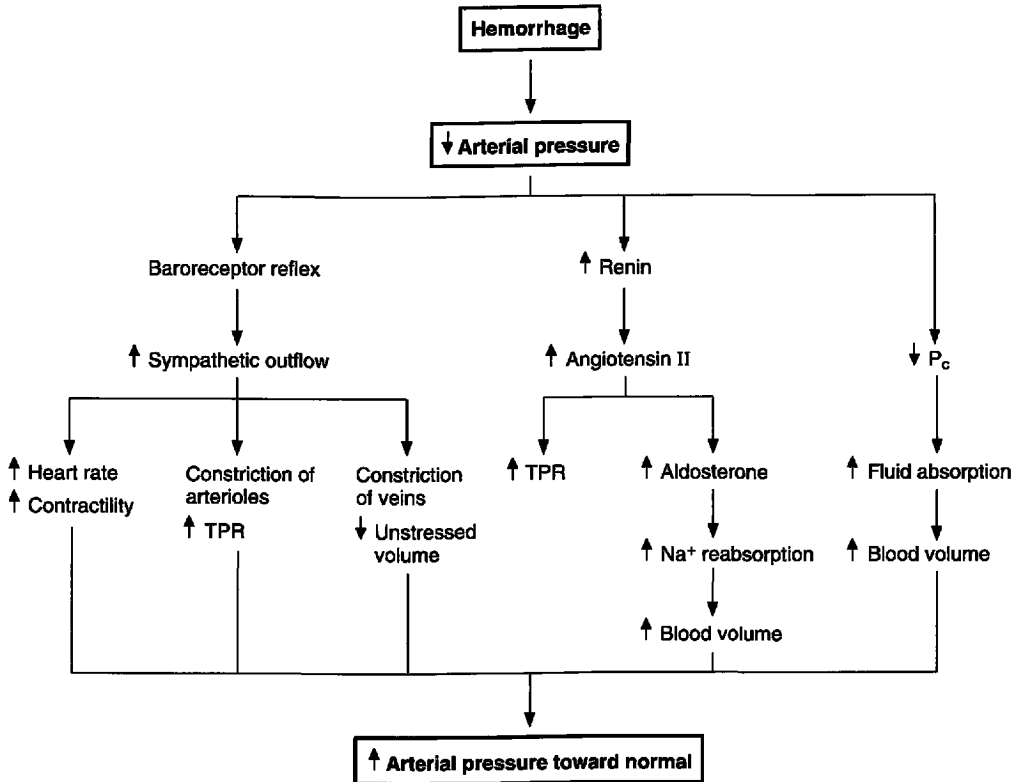 Hemorrhage
↓ Arterial pressure
Baroreceptor reflex
↑ Renin
↑ Sympathetic outflow
↑ Angiotensin II
↓ Pc
↑ Heart rate
↑ Contractility
Constriction of
arterioles
↑ TPR
Constriction
of veins
↓ Unstressed
volume
↑ TPR
↑ Aldosterone
↑ Na⁺ reabsorption
↑ Blood volume
↑ Fluid absorption
↑ Blood volume
↑ Arterial pressure toward normal